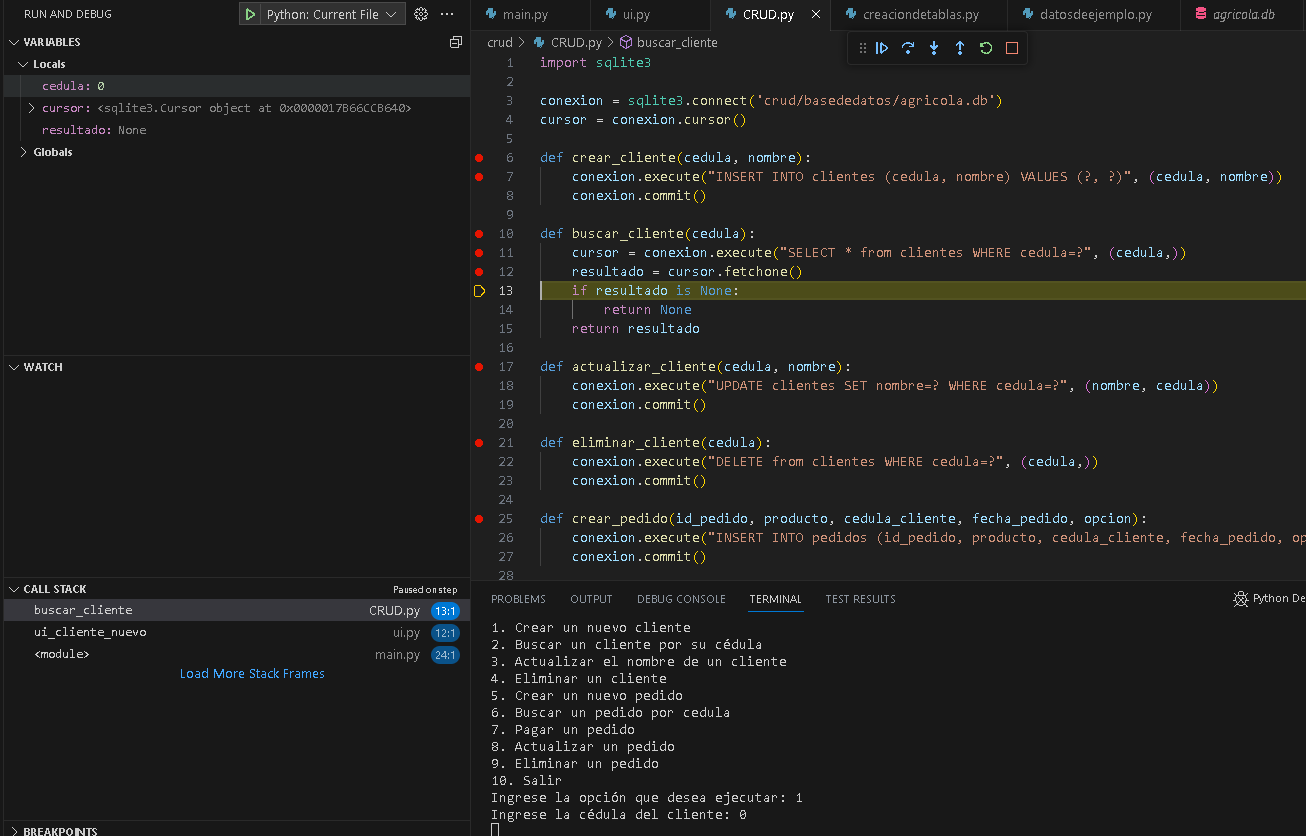 RUN AND DEBUG
Python: Current File
VARIABLES
Locals
cedula: 0
cursor: <sqlite3.Cursor object at 0x0000017B66CCB640>
resultado: None
Globals
WATCH
CALL STACK
Paused on step
buscar_cliente CRUD.py 13:1
ui_cliente_nuevo ui.py 12:1
<module> main.py 24:1
Load More Stack Frames
BREAKPOINTS
main.py ui.py CRUD.py creaciondetablas.py datosdeejemplo.py agricola.db
crud > CRUD.py > buscar_cliente
1 import sqlite3
2
3 conexion = sqlite3.connect('crud/basededatos/agricola.db')
4 cursor = conexion.cursor()
5
6 def crear_cliente(cedula, nombre):
7 conexion.execute("INSERT INTO clientes (cedula, nombre) VALUES (?, ?)", (cedula, nombre))
8 conexion.commit()
9
10 def buscar_cliente(cedula):
11 cursor = conexion.execute("SELECT * from clientes WHERE cedula=?", (cedula,))
12 resultado = cursor.fetchone()
13 if resultado is None:
14 return None
15 return resultado
16
17 def actualizar_cliente(cedula, nombre):
18 conexion.execute("UPDATE clientes SET nombre=? WHERE cedula=?", (nombre, cedula))
19 conexion.commit()
20
21 def eliminar_cliente(cedula):
22 conexion.execute("DELETE from clientes WHERE cedula=?", (cedula,))
23 conexion.commit()
24
25 def crear_pedido(id_pedido, producto, cedula_cliente, fecha_pedido, opcion):
26 conexion.execute("INSERT INTO pedidos (id_pedido, producto, cedula_cliente, fecha_pedido, op
27 conexion.commit()
28
PROBLEMS OUTPUT DEBUG CONSOLE TERMINAL TEST RESULTS
Python De
1. Crear un nuevo cliente
2. Buscar un cliente por su cédula
3. Actualizar el nombre de un cliente
4. Eliminar un cliente
5. Crear un nuevo pedido
6. Buscar un pedido por cedula
7. Pagar un pedido
8. Actualizar un pedido
9. Eliminar un pedido
10. Salir
Ingrese la opción que desea ejecutar: 1
Ingrese la cédula del cliente: 0